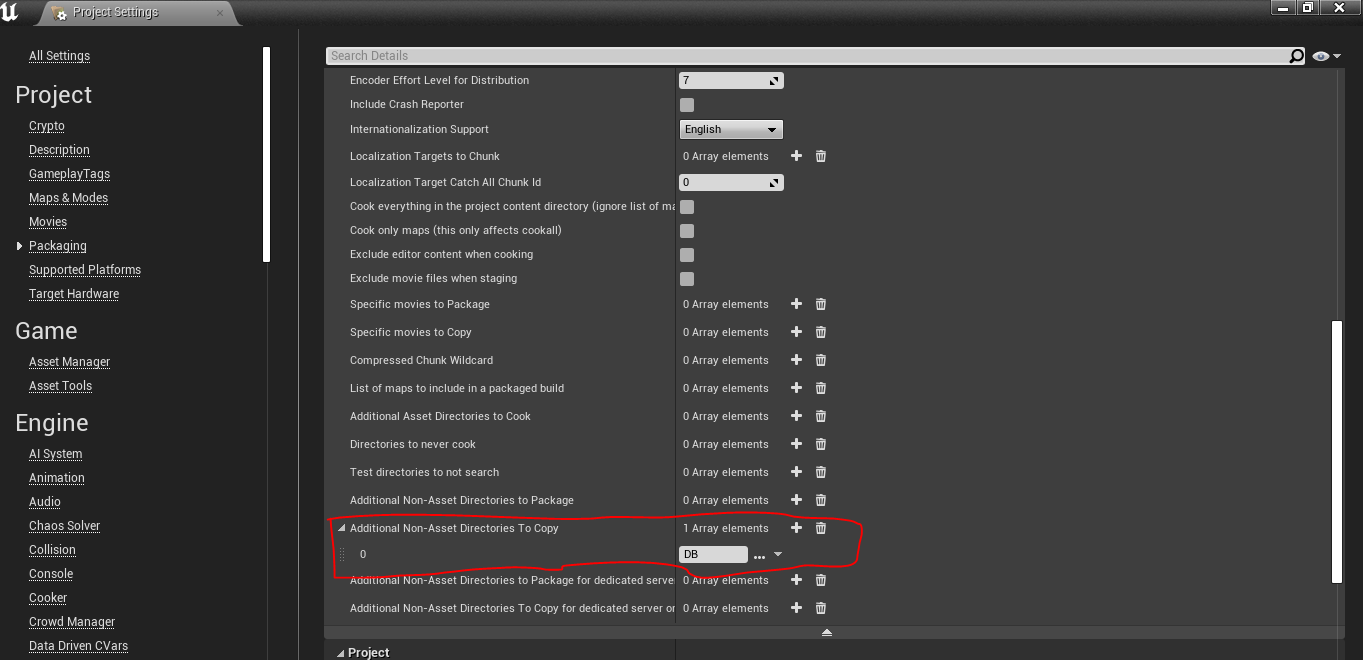 Project Settings
All Settings
Project
Crypto
Description
GameplayTags
Maps & Modes
Movies
Packaging
Supported Platforms
Target Hardware
Game
Asset Manager
Asset Tools
Engine
AI System
Animation
Audio
Chaos Solver
Collision
Console
Cooker
Crowd Manager
Data Driven CVars
Search Details
Encoder Effort Level for Distribution 7
Include Crash Reporter
Internationalization Support English
Localization Targets to Chunk 0 Array elements
Localization Target Catch All Chunk Id 0
Cook everything in the project content directory (ignore list of ma
Cook only maps (this only affects cookall)
Exclude editor content when cooking
Exclude movie files when staging
Specific movies to Package 0 Array elements
Specific movies to Copy 0 Array elements
Compressed Chunk Wildcard 0 Array elements
List of maps to include in a packaged build 0 Array elements
Additional Asset Directories to Cook 0 Array elements
Directories to never cook 0 Array elements
Test directories to not search 0 Array elements
Additional Non-Asset Directories to Package 0 Array elements
Additional Non-Asset Directories To Copy 1 Array elements
0 DB
Additional Non-Asset Directories to Package for dedicated serve 0 Array elements
Additional Non-Asset Directories To Copy for dedicated server or 0 Array elements
Project